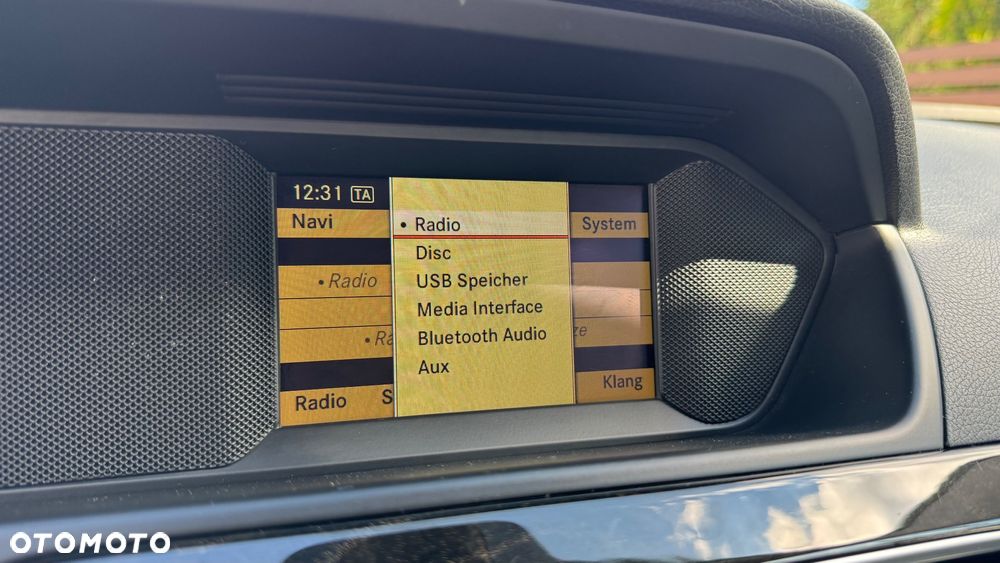 12:31 TA
Navi
• Radio
System
Disc
• Radio
USB Speicher
Media Interface
Bluetooth Audio
Aux
Radio
Klang
OTOMOTO